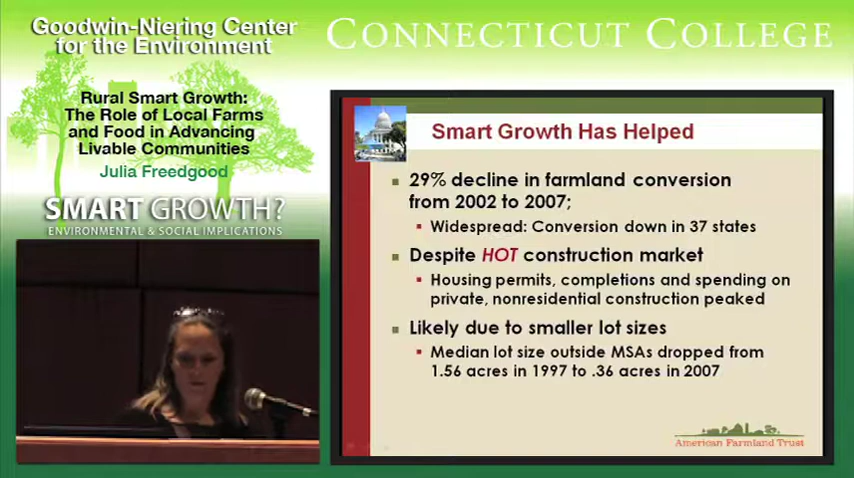 Goodwin-Niering Center
for the Environment
CONNECTICUT COLLEGE
Rural Smart Growth:
The Role of Local Farms
and Food in Advancing
Livable Communities
Julia Freedgood
SMART GROWTH?
ENVIRONMENTAL & SOCIAL IMPLICATIONS
Smart Growth Has Helped
29% decline in farmland conversion
from 2002 to 2007;
Widespread: Conversion down in 37 states
Despite HOT construction market
Housing permits, completions and spending on
private, nonresidential construction peaked
Likely due to smaller lot sizes
Median lot size outside MSAs dropped from
1.56 acres in 1997 to .36 acres in 2007
American Farmland Trust